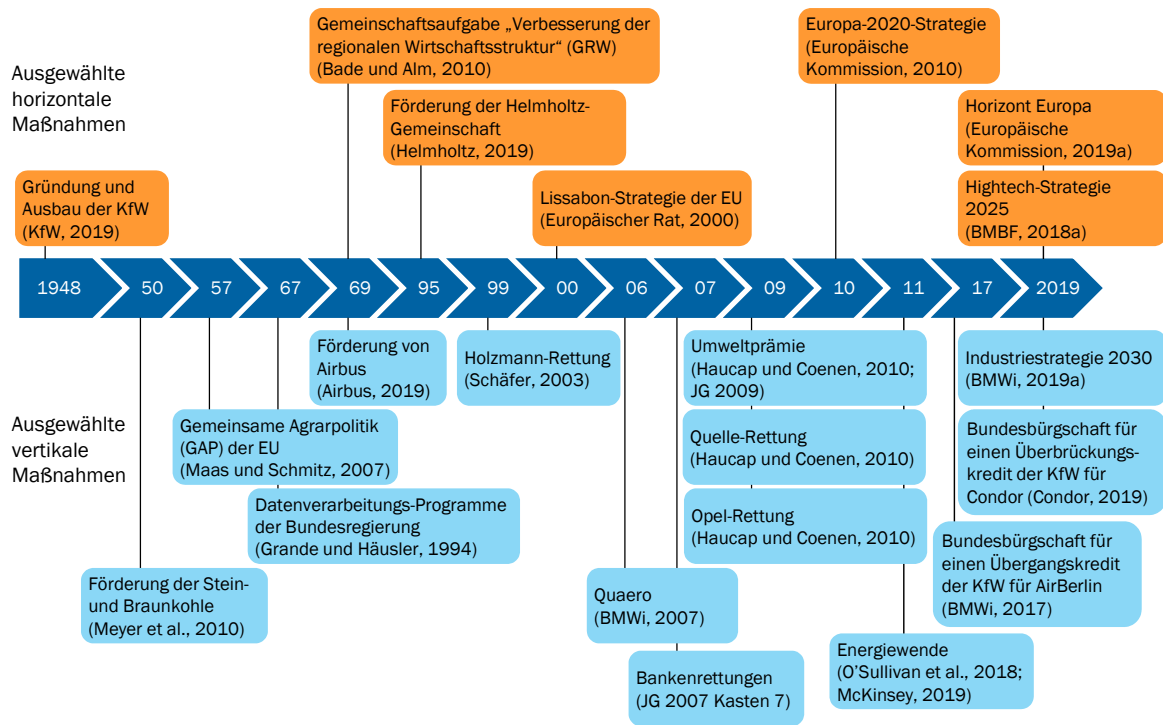 Ausgewählte
horizontale
Maßnahmen
Gemeinschaftsaufgabe „Verbesserung der
regionalen Wirtschaftsstruktur“ (GRW)
(Bade und Alm, 2010)
Europa-2020-Strategie
(Europäische
Kommission, 2010)
Förderung der Helmholtz-
Gemeinschaft
(Helmholtz, 2019)
Horizont Europa
(Europäische
Kommission, 2019a)
Gründung und
Ausbau der KfW
(KfW, 2019)
Lissabon-Strategie der EU
(Europäischer Rat, 2000)
Hightech-Strategie
2025
(BMBF, 2018a)
1948 50 57 67 69 95 99 00 06 07 09 10 11 17 2019
Ausgewählte
vertikale
Maßnahmen
Förderung von
Airbus
(Airbus, 2019)
Holzmann-Rettung
(Schäfer, 2003)
Umweltprämie
(Haucap und Coenen, 2010;
JG 2009)
Industriestrategie 2030
(BMWi, 2019a)
Gemeinsame Agrarpolitik
(GAP) der EU
(Maas und Schmitz, 2007)
Quelle-Rettung
(Haucap und Coenen, 2010)
Bundesbürgschaft für
einen Überbrückungs-
kredit der KfW für
Condor (Condor, 2019)
Datenverarbeitungs-Programme
der Bundesregierung
(Grande und Häusler, 1994)
Opel-Rettung
(Haucap und Coenen, 2010)
Bundesbürgschaft für
einen Übergangskredit
der KfW für AirBerlin
(BMWi, 2017)
Förderung der Stein-
und Braunkohle
(Meyer et al., 2010)
Quaero
(BMWi, 2007)
Energiewende
(O’Sullivan et al., 2018;
McKinsey, 2019)
Bankenrettungen
(JG 2007 Kasten 7)